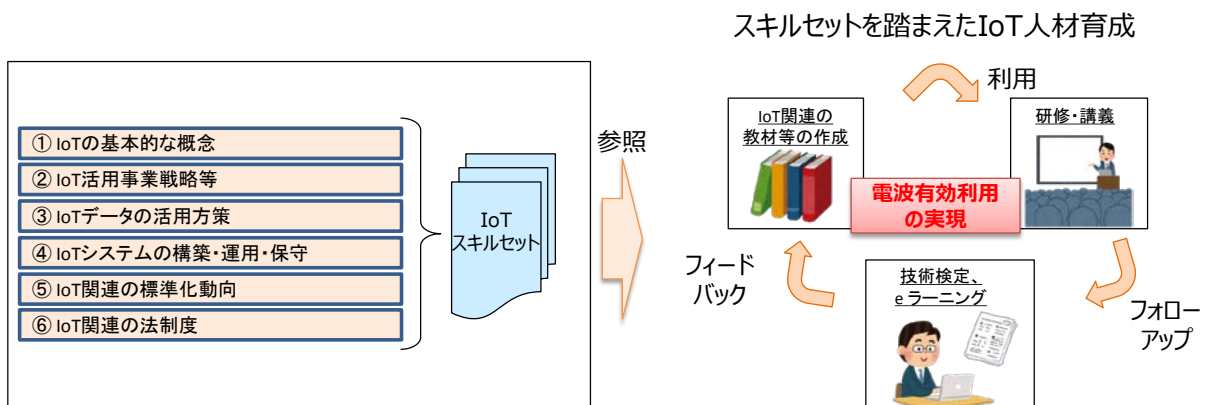 スキルセットを踏まえたIoT人材育成
① IoTの基本的な概念
② IoT活用事業戦略等
③ IoTデータの活用方策
④ IoTシステムの構築・運用・保守
⑤ IoT関連の標準化動向
⑥ IoT関連の法制度
IoT
スキルセット
参照
利用
IoT関連の
教材等の作成
研修・講義
電波有効利用
の実現
フィード
バック
技術検定、
e ラーニング
フォロー
アップ